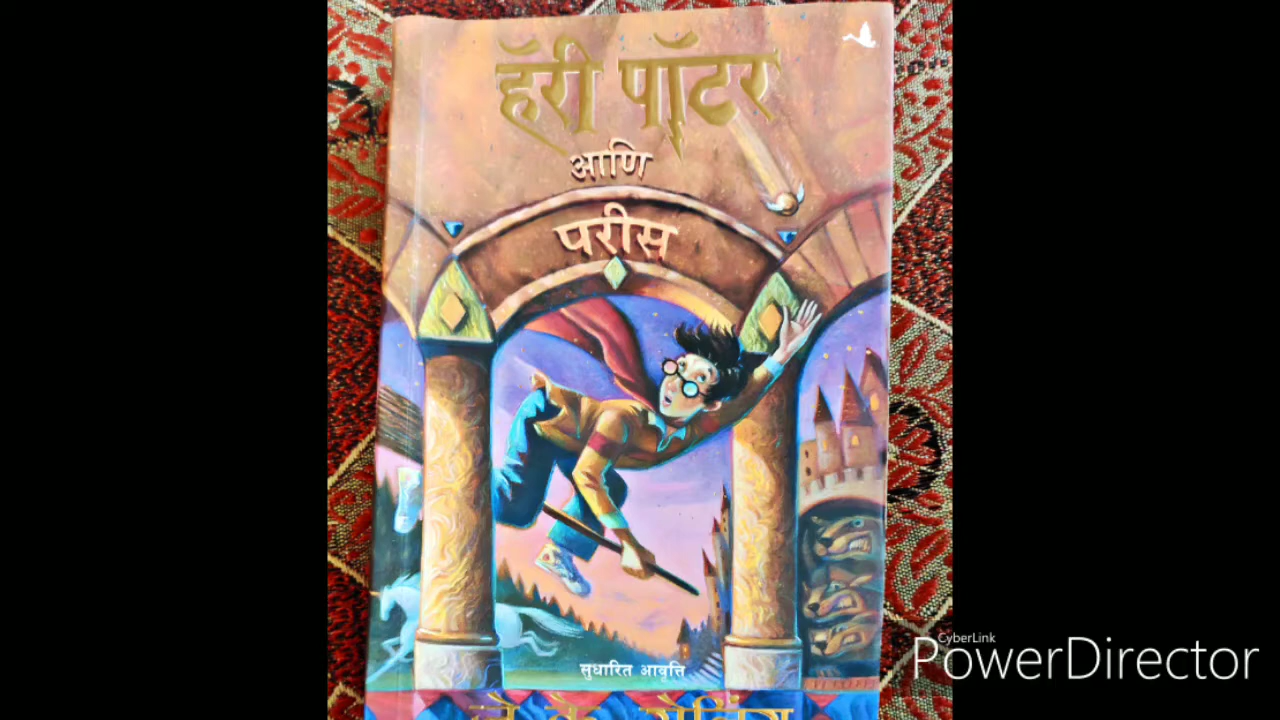 हॅरी पॉटर
आणि
परीस
सुधारित आवृत्ति
जे. के. रोलिंग
CyberLink
PowerDirector